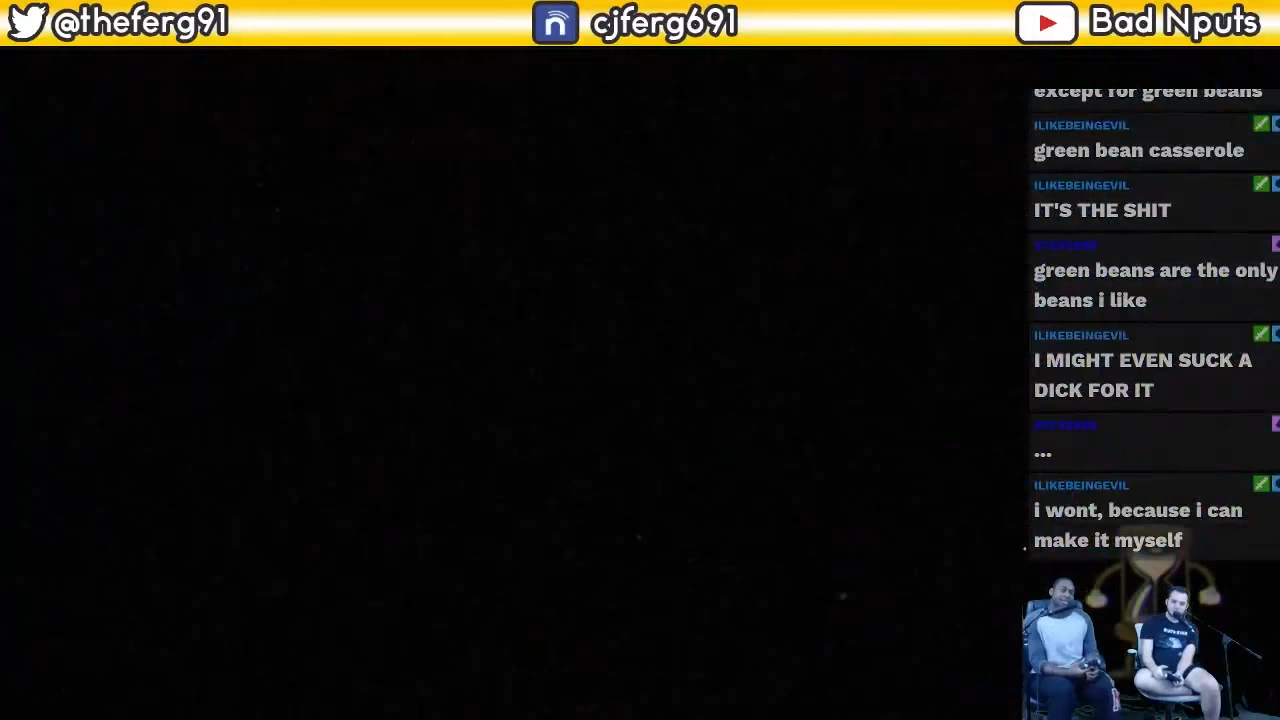 @theferg91
n cjferg691
Bad Nputs
except for green beans
ILIKEBEINGEVIL
green bean casserole
ILIKEBEINGEVIL
IT'S THE SHIT
green beans are the only
beans i like
ILIKEBEINGEVIL
I MIGHT EVEN SUCK A
DICK FOR IT
...
ILIKEBEINGEVIL
i wont, because i can
make it myself